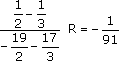 (1/2 - 1/3) / (-19/2 - 17/3)  R = -1/91